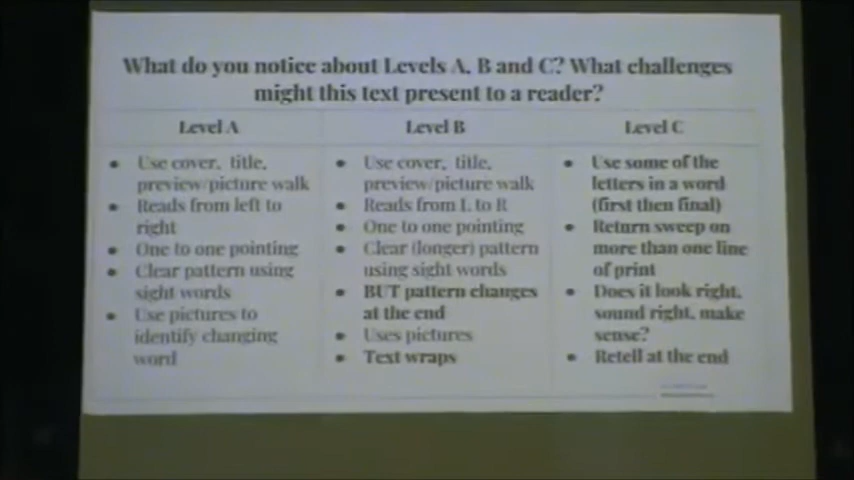 What do you notice about Levels A, B and C? What challenges
might this text present to a reader?
Level A
• Use cover, title,
preview/picture walk
• Reads from left to
right
• One to one pointing
• Clear pattern using
sight words
• Use pictures to
identify changing
word
Level B
• Use cover, title,
preview/picture walk
• Reads from L to R
• One to one pointing
• Clear (longer) pattern
using sight words
• BUT pattern changes
at the end
• Uses pictures
• Text wraps
Level C
• Use some of the
letters in a word
(first then final)
• Return sweep on
more than one line
of print
• Does it look right,
sound right, make
sense?
• Retell at the end